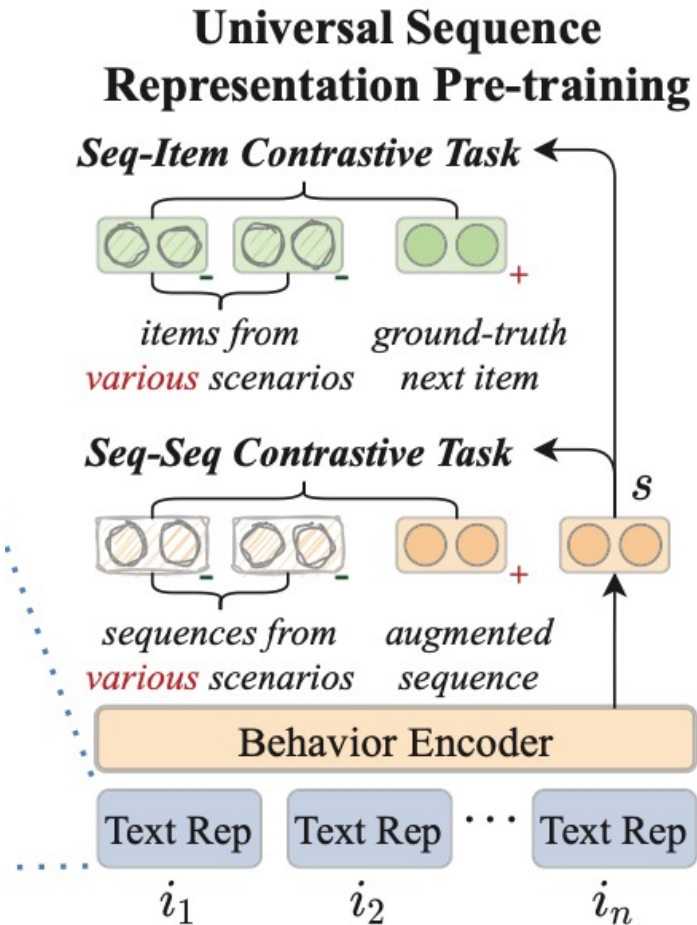 Universal Sequence
Representation Pre-training
Seq-Item Contrastive Task
- - +
items from ground-truth
various scenarios next item
Seq-Seq Contrastive Task
s
- - +
sequences from augmented
various scenarios sequence
Behavior Encoder
Text Rep Text Rep ··· Text Rep
i₁ i₂ iₙ